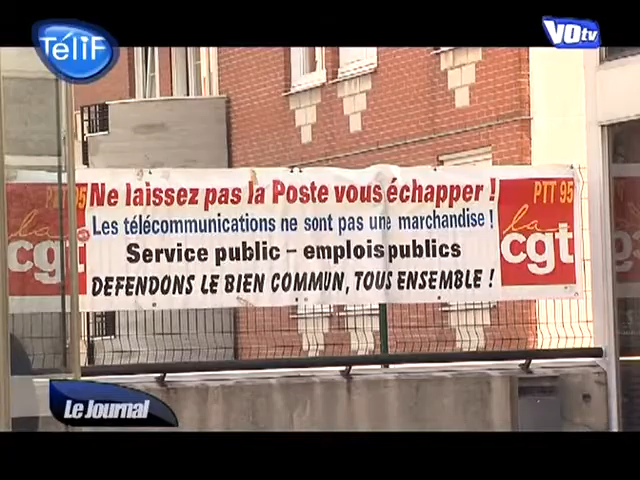 TéliF
VOtv
Ne laissez pas la Poste vous échapper !
Les télécommunications ne sont pas une marchandise !
Service public – emplois publics
DEFENDONS LE BIEN COMMUN, TOUS ENSEMBLE !
PTT 95
la
cgt
PTT 95
la
cgt
Le Journal